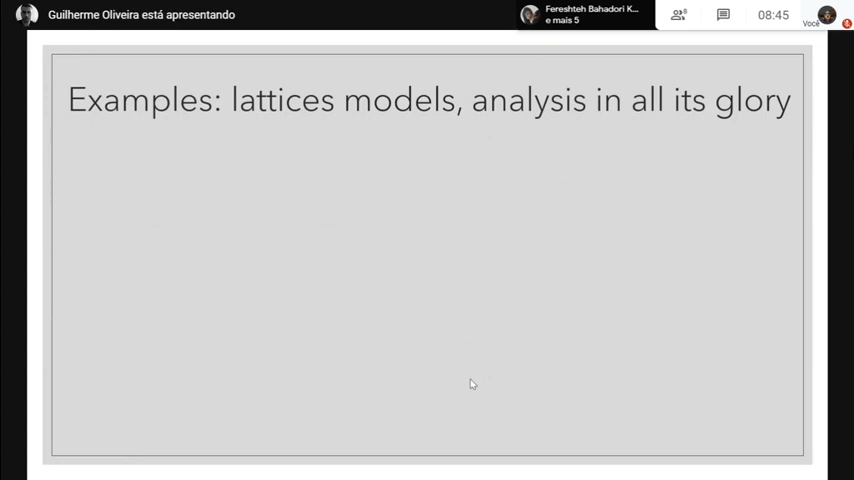 Guilherme Oliveira está apresentando
Fereshteh Bahadori K...
e mais 5
8
08:45
Você
Examples: lattices models, analysis in all its glory